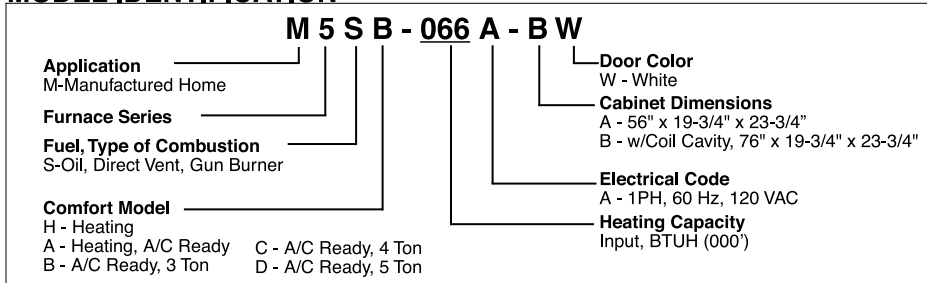 MODEL IDENTIFICATION
M 5 S B - 066 A - B W
Application
M-Manufactured Home
Furnace Series
Fuel, Type of Combustion
S-Oil, Direct Vent, Gun Burner
Comfort Model
H - Heating
A - Heating, A/C Ready
B - A/C Ready, 3 Ton
C - A/C Ready, 4 Ton
D - A/C Ready, 5 Ton
Door Color
W - White
Cabinet Dimensions
A - 56" x 19-3/4" x 23-3/4”
B - w/Coil Cavity, 76" x 19-3/4" x 23-3/4"
Electrical Code
A - 1PH, 60 Hz, 120 VAC
Heating Capacity
Input, BTUH (000’)